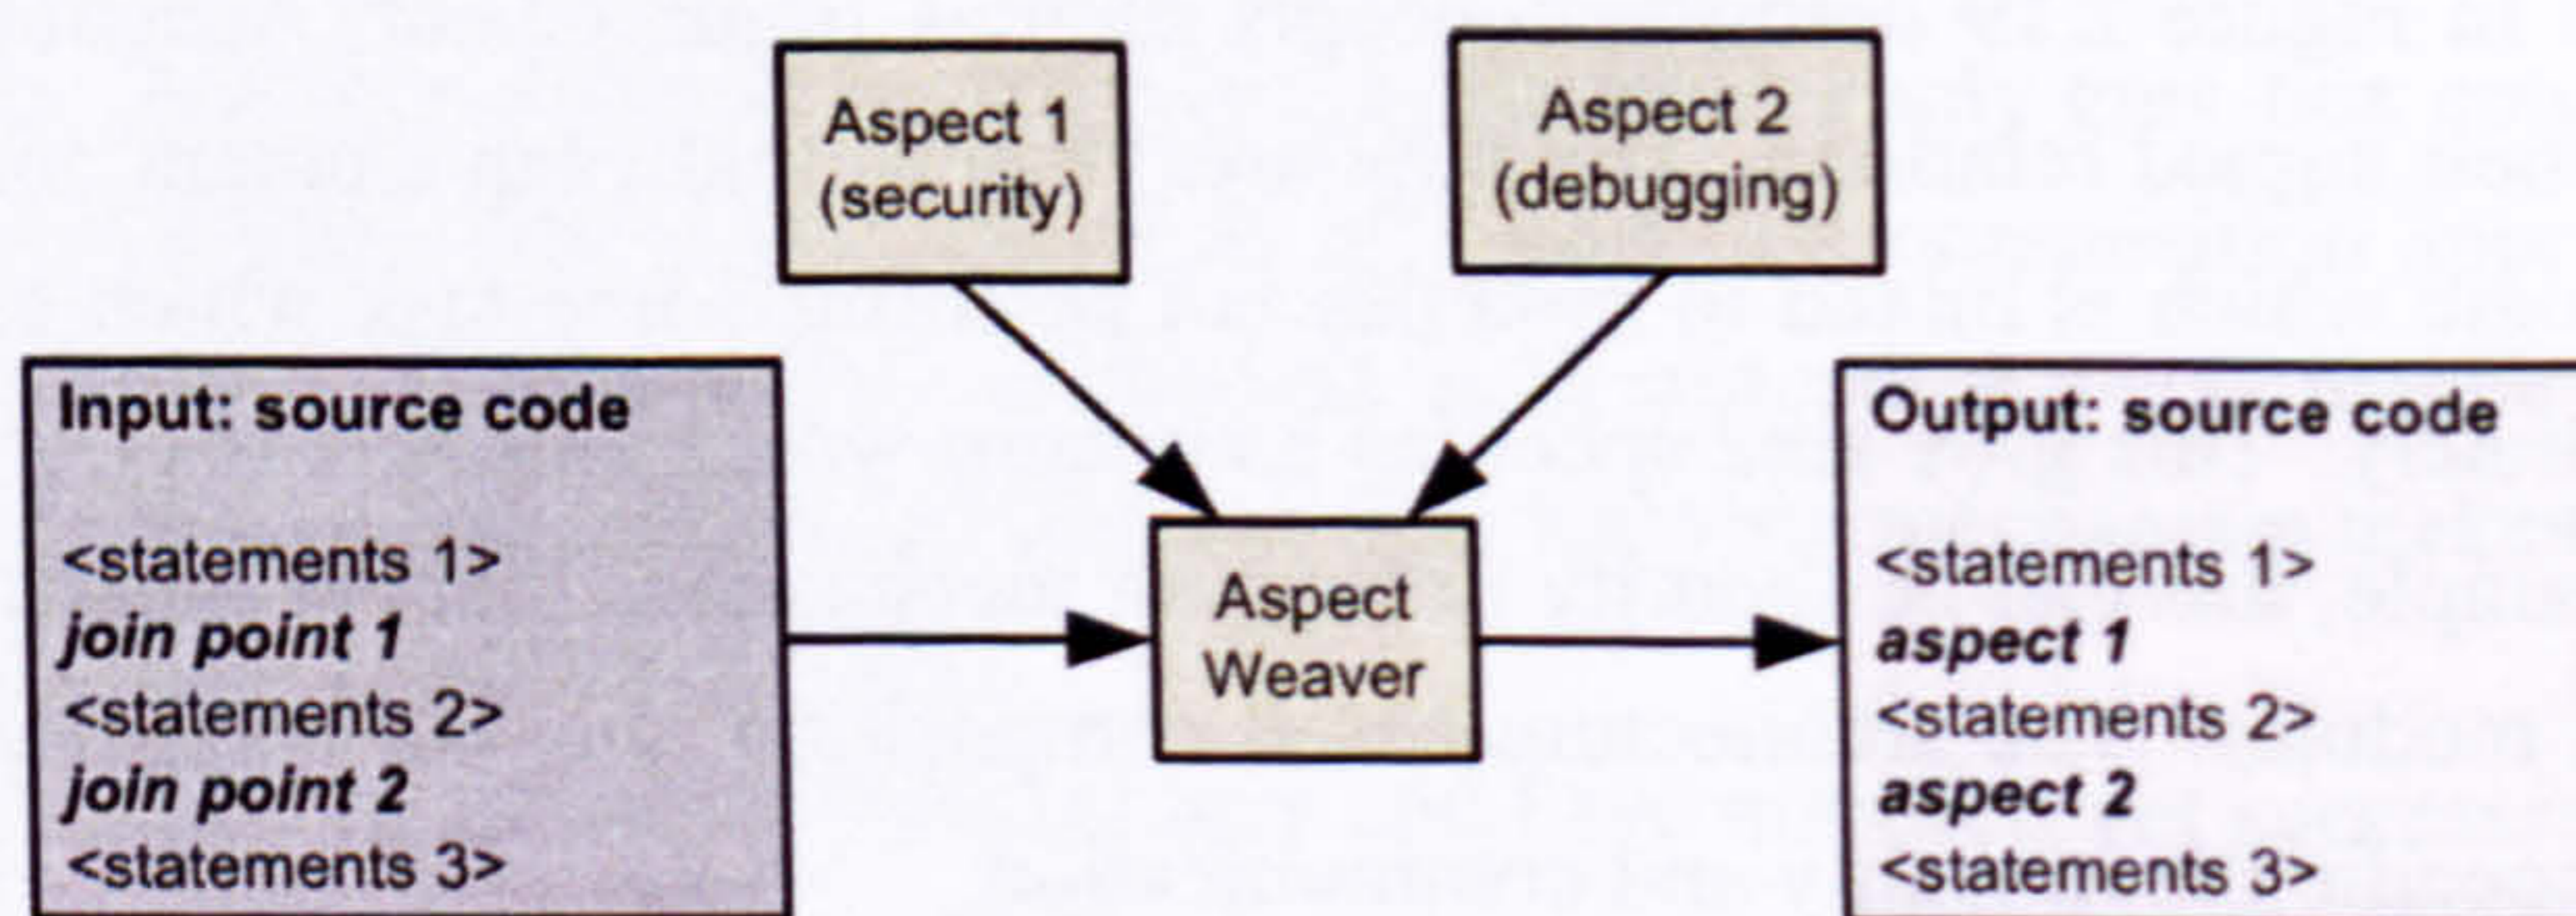 Aspect 1
(security)
Aspect 2
(debugging)
Input: source code
<statements 1>
join point 1
<statements 2>
join point 2
<statements 3>
Aspect
Weaver
Output: source code
<statements 1>
aspect 1
<statements 2>
aspect 2
<statements 3>